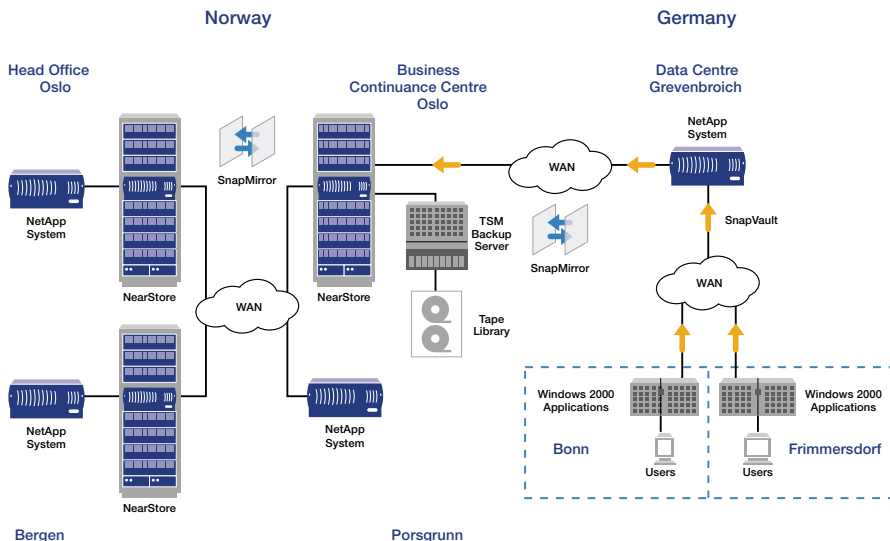 Norway
Germany
Head Office
Oslo
Business
Continuance Centre
Oslo
Data Centre
Grevenbroich
NetApp
System
SnapMirror
WAN
NetApp
System
TSM
Backup
Server
SnapVault
SnapMirror
NearStore
WAN
NearStore
WAN
Tape
Library
Windows 2000
Applications
Windows 2000
Applications
NetApp
System
NetApp
System
Bonn
Users
Users
Frimmersdorf
NearStore
Bergen
Porsgrunn